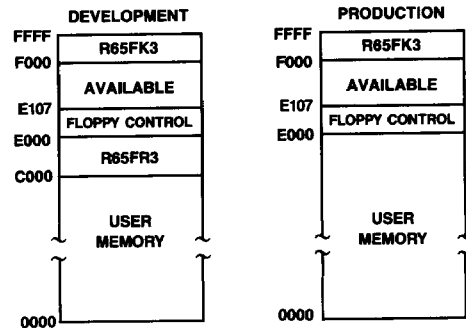 DEVELOPMENT
FFFF
R65FK3
F000
AVAILABLE
E107
FLOPPY CONTROL
E000
R65FR3
C000
USER
MEMORY
0000
PRODUCTION
FFFF
R65FK3
F000
AVAILABLE
E107
FLOPPY CONTROL
E000
USER
MEMORY
0000